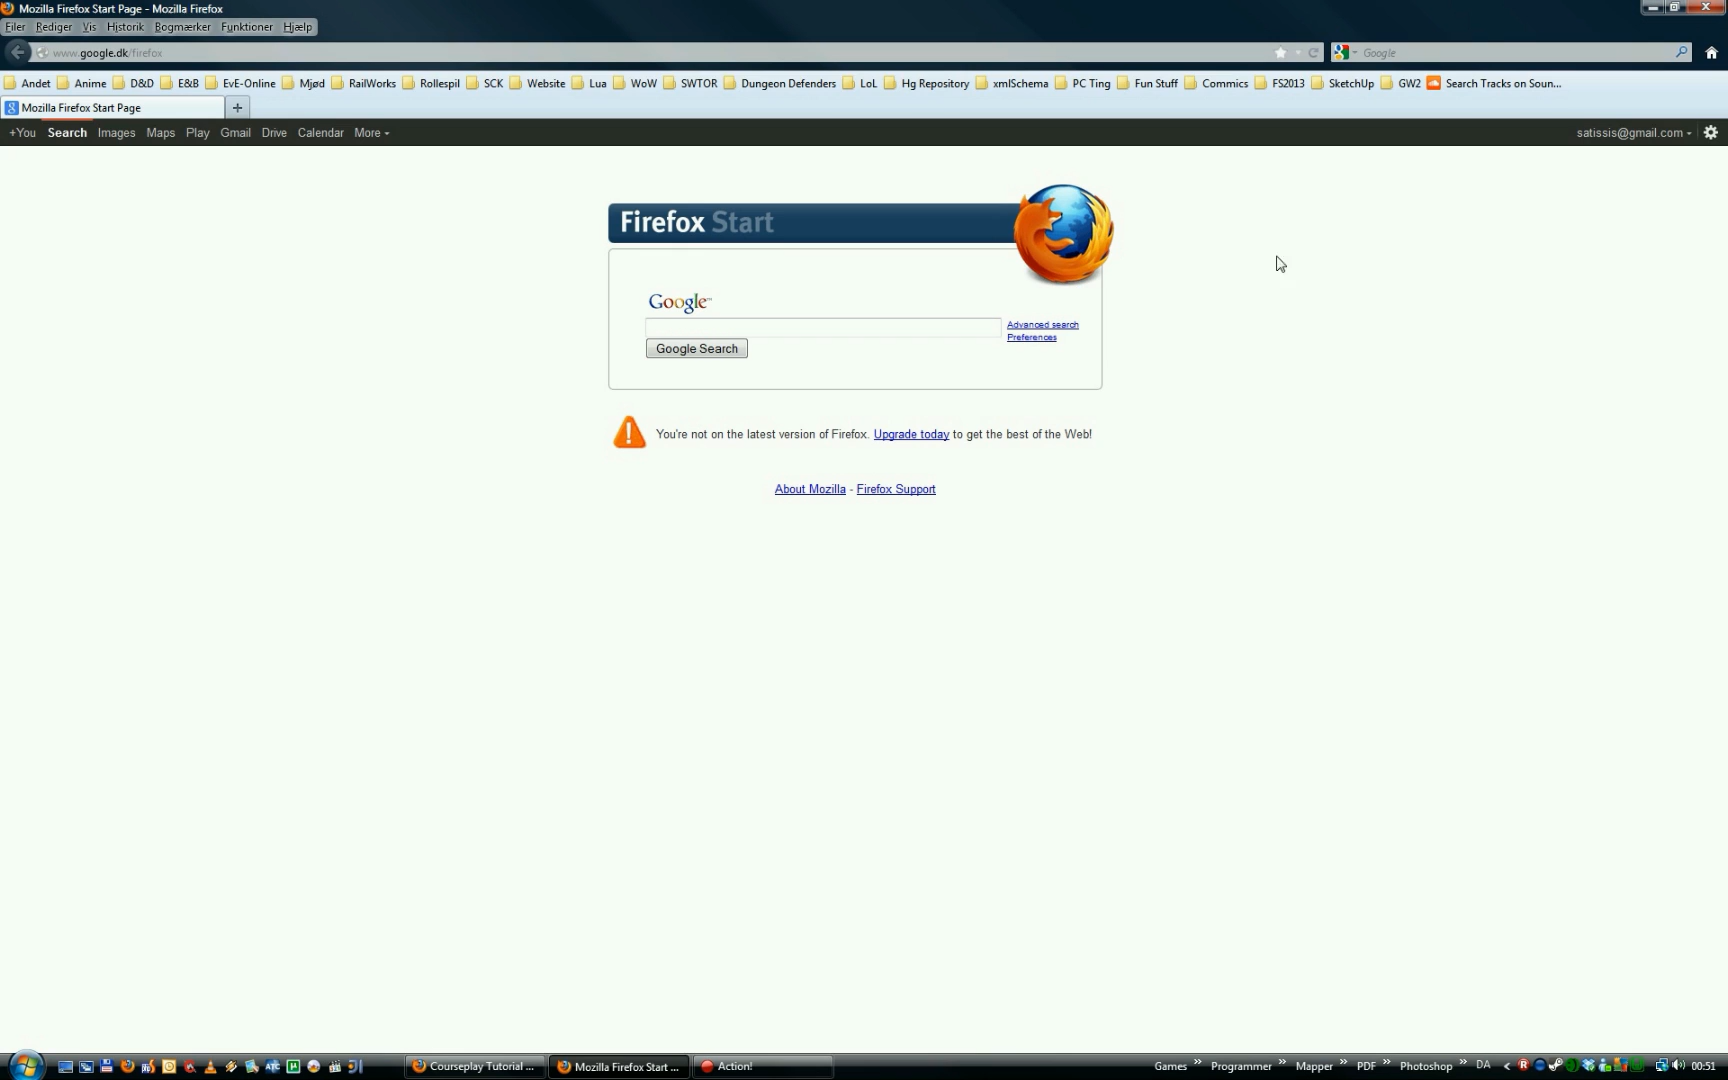 Mozilla Firefox Start Page - Mozilla Firefox
Filer Rediger Vis Historik Bogmærker Funktioner Hjælp
www.google.dk/firefox Google
Andet Anime D&D E&B EvE-Online Mjød RailWorks Rollespil SCK Website Lua WoW SWTOR Dungeon Defenders LoL Hg Repository xmlSchema PC Ting Fun Stuff Commics FS2013 SketchUp GW2 Search Tracks on Soun...
Mozilla Firefox Start Page
+You Search Images Maps Play Gmail Drive Calendar More satissis@gmail.com
Firefox Start
Google™
Advanced search
Preferences
Google Search
You're not on the latest version of Firefox. Upgrade today to get the best of the Web!
About Mozilla - Firefox Support
Courseplay Tutorial ... Mozilla Firefox Start ... Action! Games Programmer Mapper PDF Photoshop DA 00:51